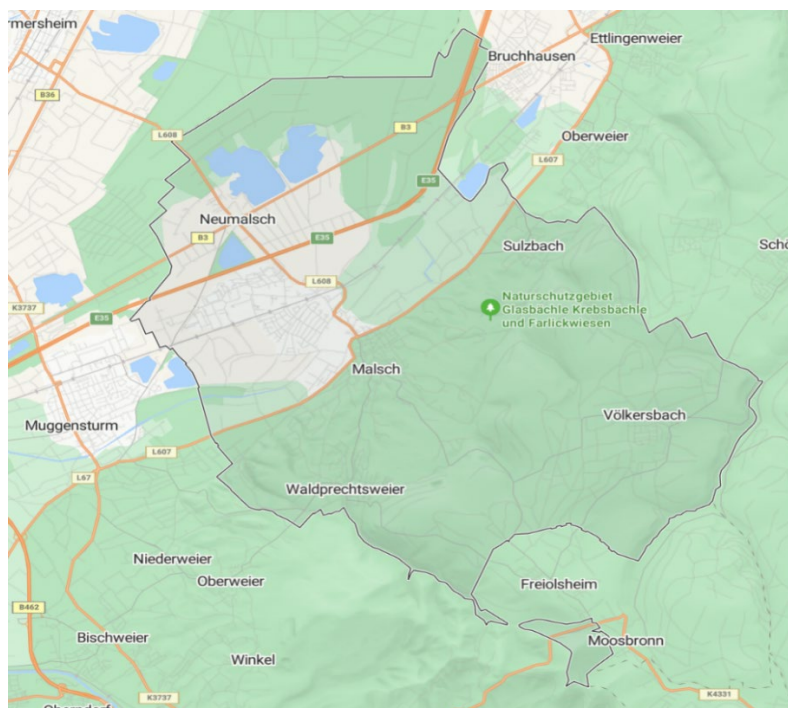 rmersheim
Ettlingenweier
Bruchhausen
B36
B3
L608
Oberweier
L607
E35
Neumalsch
B3
E35
Sulzbach
Schö
L608
Naturschutzgebiet
Glasbachle Krebsbachle
und Farlickwiesen
K3737
E35
Malsch
Völkersbach
Muggensturm
L607
L67
Waldprechtsweier
Niederweier
Oberweier
Freiolsheim
B462
Bischweier
Moosbronn
Winkel
K3737
K4331